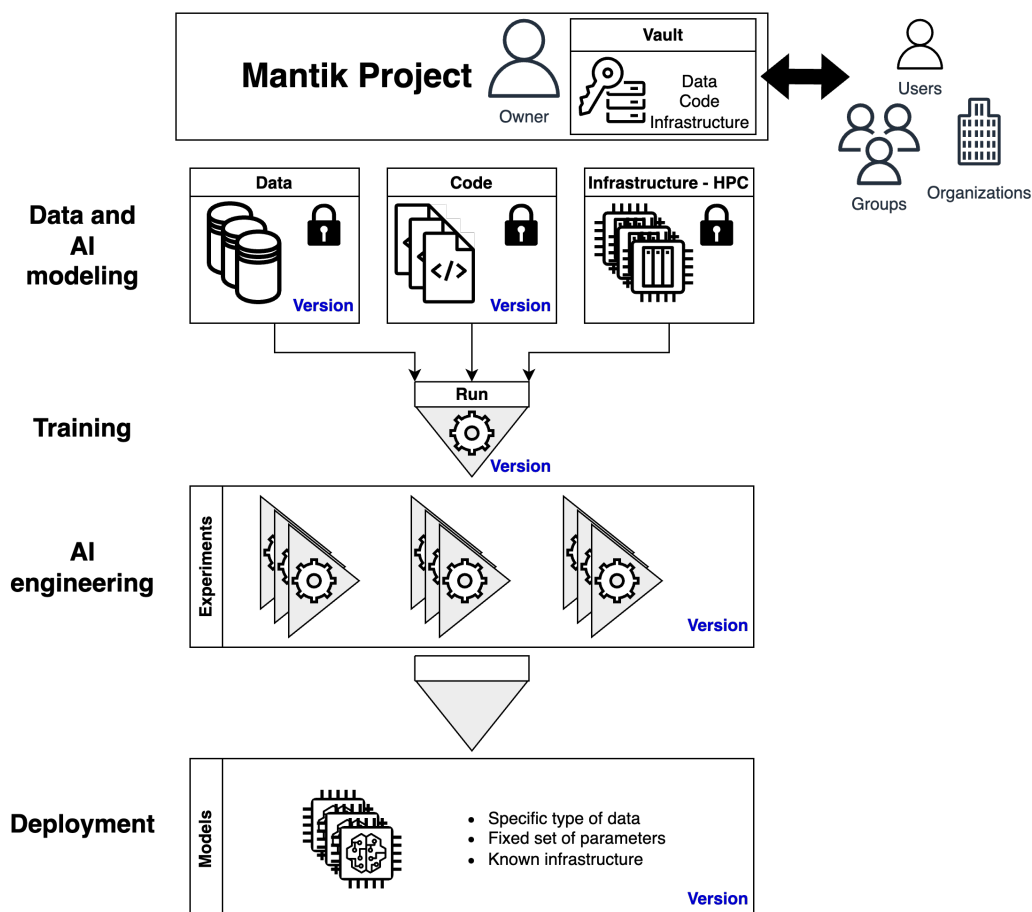 Mantik Project
Owner
Vault
Data
Code
Infrastructure
Users
Groups
Organizations
Data and
AI
modeling
Data
Version
Code
</>
Version
Infrastructure - HPC
Training
Run
Version
AI
engineering
Experiments
Version
Deployment
Models
• Specific type of data
• Fixed set of parameters
• Known infrastructure
Version